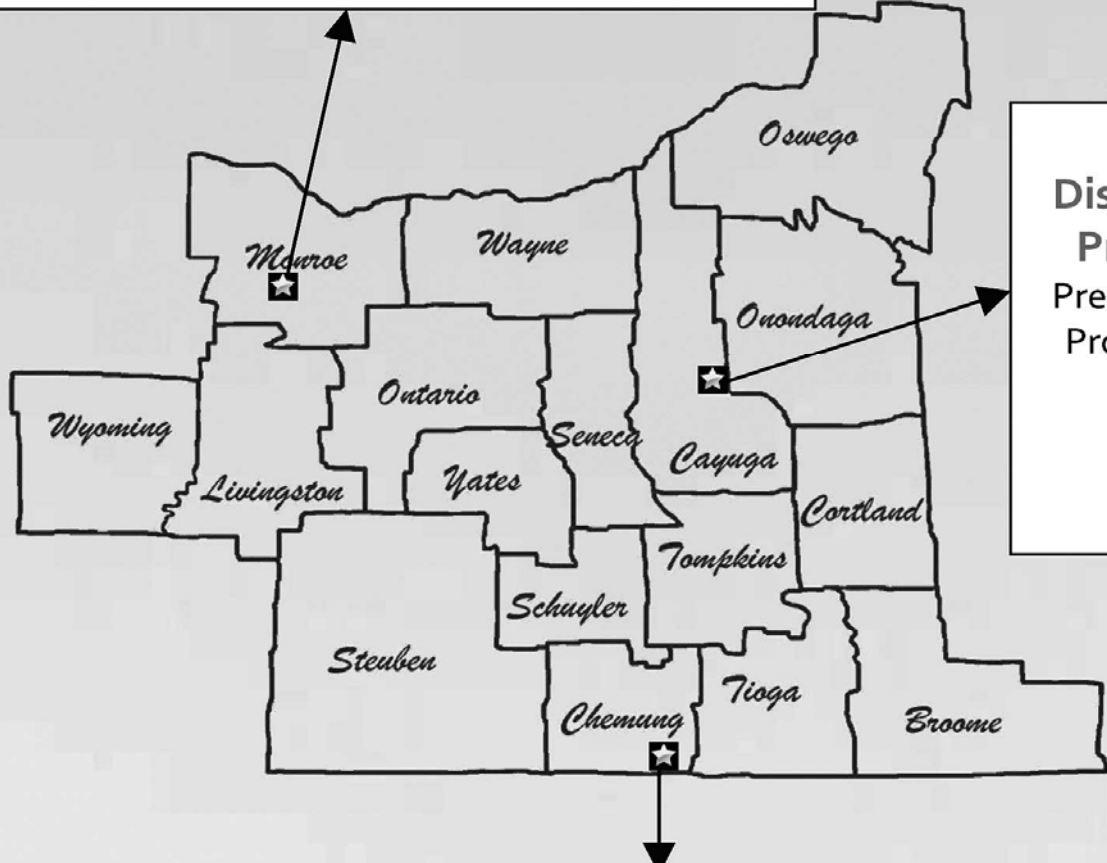 Oswego
Dis
Pr
Pre
Pro
Monroe
Wayne
Onondaga
Ontario
Wyoming
Seneca
Cayuga
Yates
Livingston
Cortland
Tompkins
Schuyler
Steuben
Tioga
Chemung
Broome